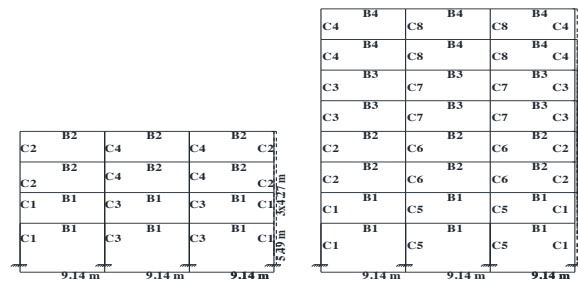 B4 B4 B4
C4 C8 C8 C4
B4 B4 B4
C4 C8 C8 C4
B3 B3 B3
C3 C7 C7 C3
B3 B3 B3
C3 C7 C7 C3
B2 B2 B2
C2 C6 C6 C2
B2 B2 B2
C2 C6 C6 C2
B1 B1 B1
C1 C5 C5 C1
B1 B1 B1
C1 C5 C5 C1
9.14 m 9.14 m 9.14 m
B2 B2 B2
C2 C4 C4 C2
B2 B2 B2
C2 C4 C4 C2
B1 B1 B1
C1 C3 C3 C1
B1 B1 B1
C1 C3 C3 C1
3x4.27 m
5.49 m
9.14 m 9.14 m 9.14 m